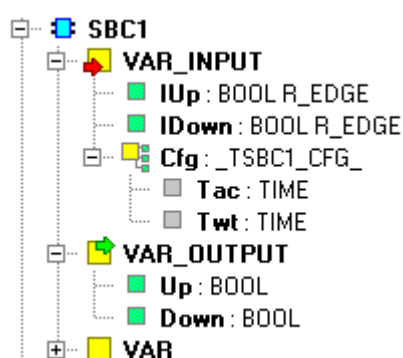 SBC1
VAR_INPUT
IUp : BOOL R_EDGE
IDown : BOOL R_EDGE
Cfg : _TSBC1_CFG_
Tac : TIME
Twt : TIME
VAR_OUTPUT
Up : BOOL
Down : BOOL
VAR